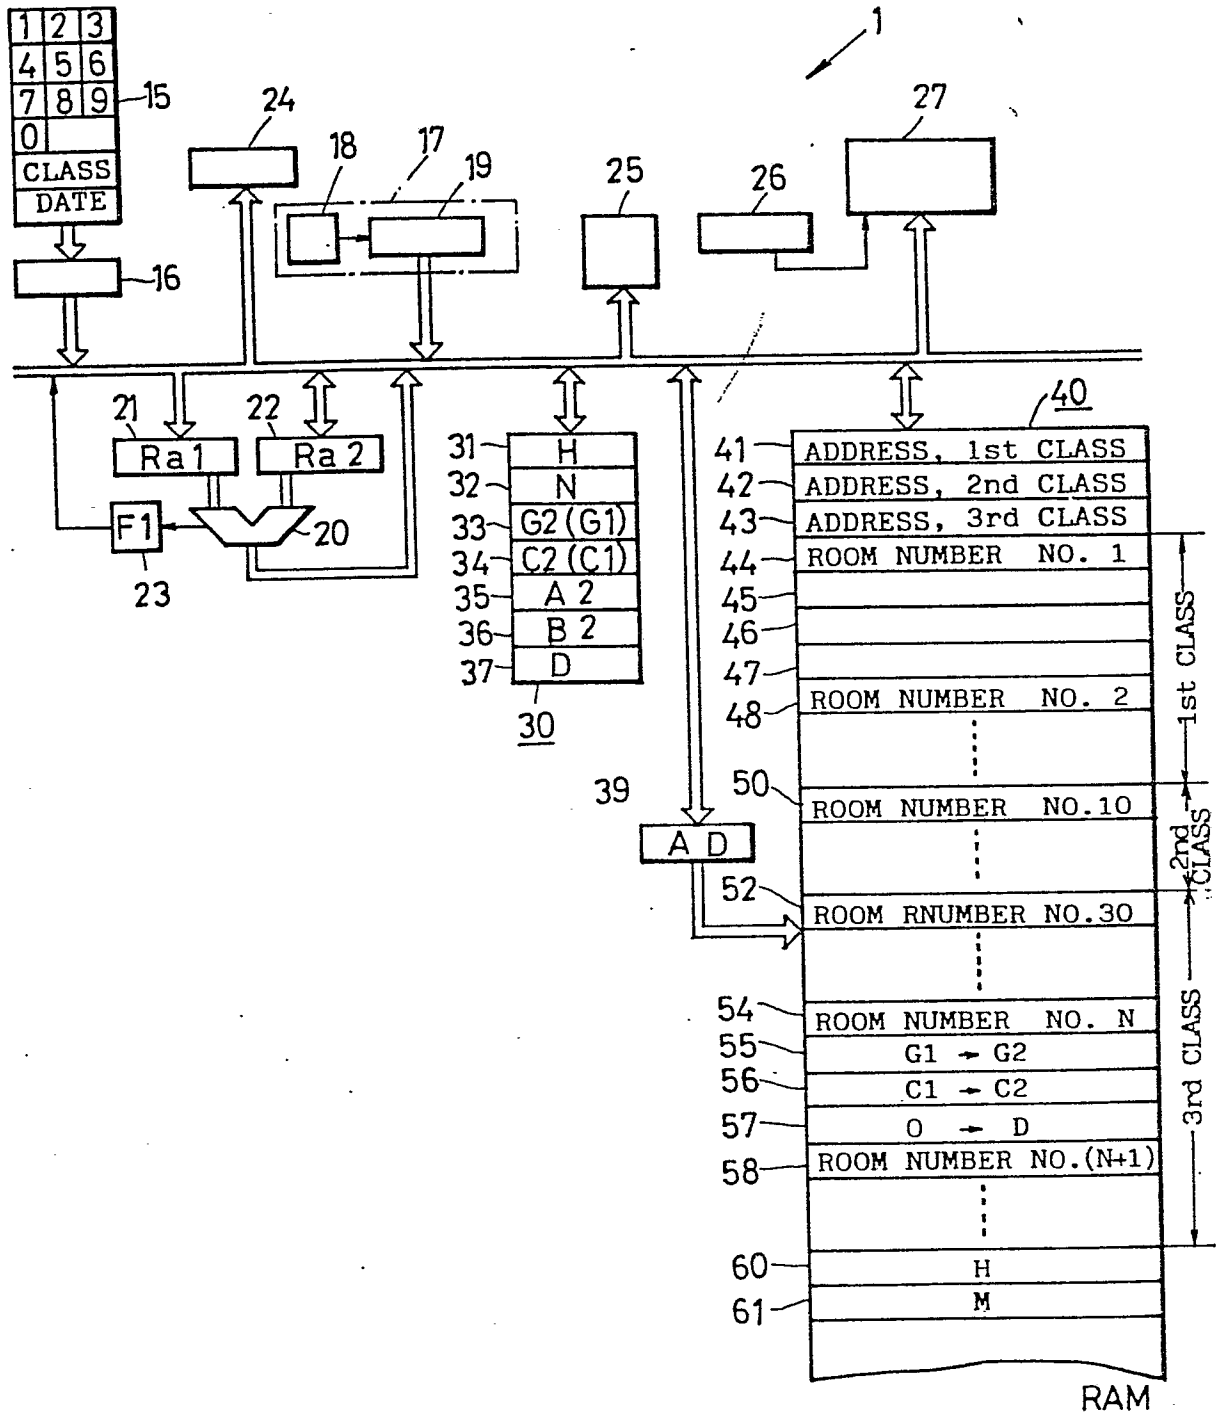 1
1 2 3
4 5 6
7 8 9
0
CLASS
DATE
15
16
24
18
17
19
25
26
27
21
Ra1
22
Ra2
F1
23
20
31
H
32
N
33
G2(G1)
34
C2(C1)
35
A 2
36
B 2
37
D
30
39
A D
40
41
ADDRESS, 1st CLASS
42
ADDRESS, 2nd CLASS
43
ADDRESS, 3rd CLASS
44
ROOM NUMBER NO. 1
45
46
47
48
ROOM NUMBER NO. 2
1st CLASS
50
ROOM NUMBER NO.10
2nd CLASS
52
ROOM RNUMBER NO.30
54
ROOM NUMBER NO. N
55
G1 → G2
56
C1 → C2
57
0 → D
58
ROOM NUMBER NO.(N+1)
3rd CLASS
60
H
61
M
RAM